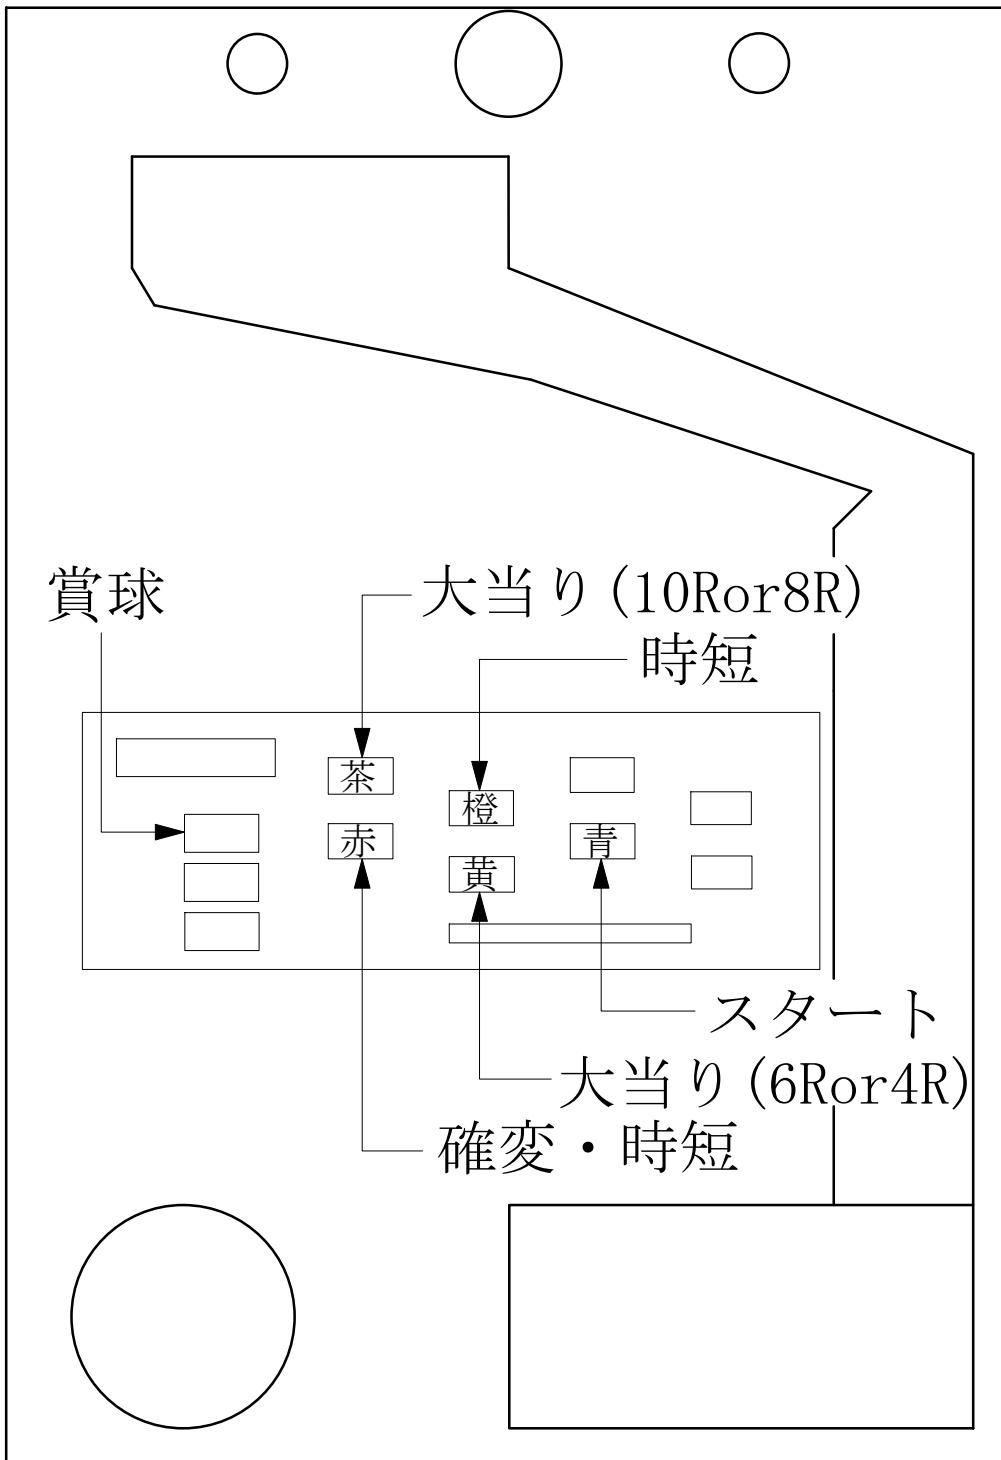 賞球
大当り(10Ror8R)
時短
茶
橙
赤
青
黄
スタート
大当り(6Ror4R)
確変・時短